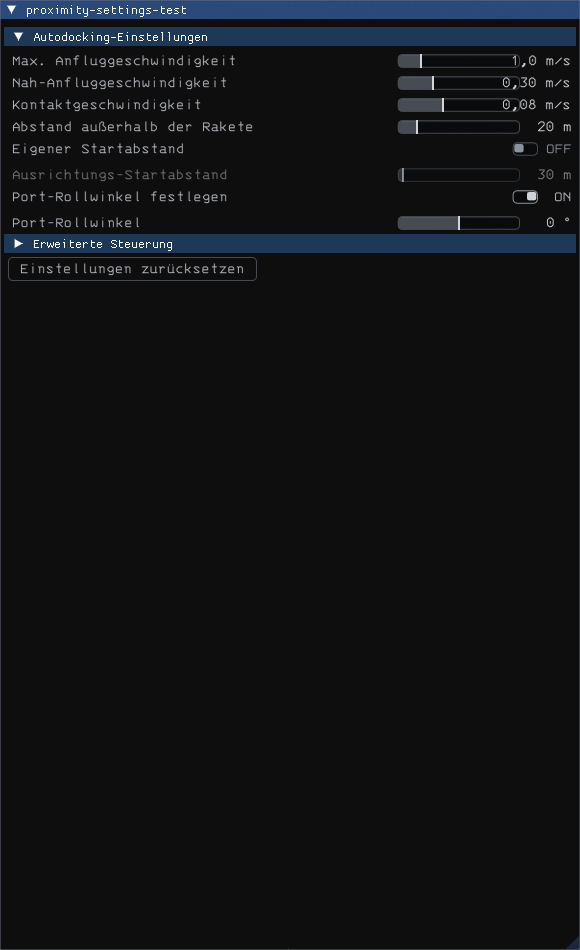 proximity-settings-test
Autodocking-Einstellungen
Max. Anfluggeschwindigkeit 1,0 m/s
Nah-Anfluggeschwindigkeit 0,30 m/s
Kontaktgeschwindigkeit 0,08 m/s
Abstand außerhalb der Rakete 20 m
Eigener Startabstand OFF
Ausrichtungs-Startabstand 30 m
Port-Rollwinkel festlegen ON
Port-Rollwinkel 0 °
Erweiterte Steuerung
Einstellungen zurücksetzen